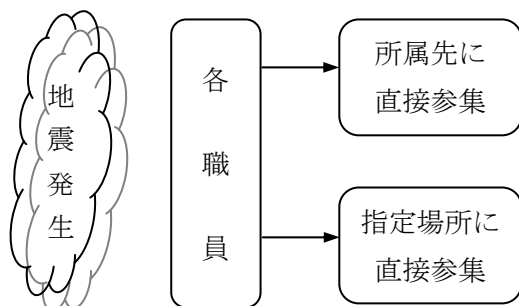 地震発生
各職員
所属先に
直接参集
指定場所に
直接参集